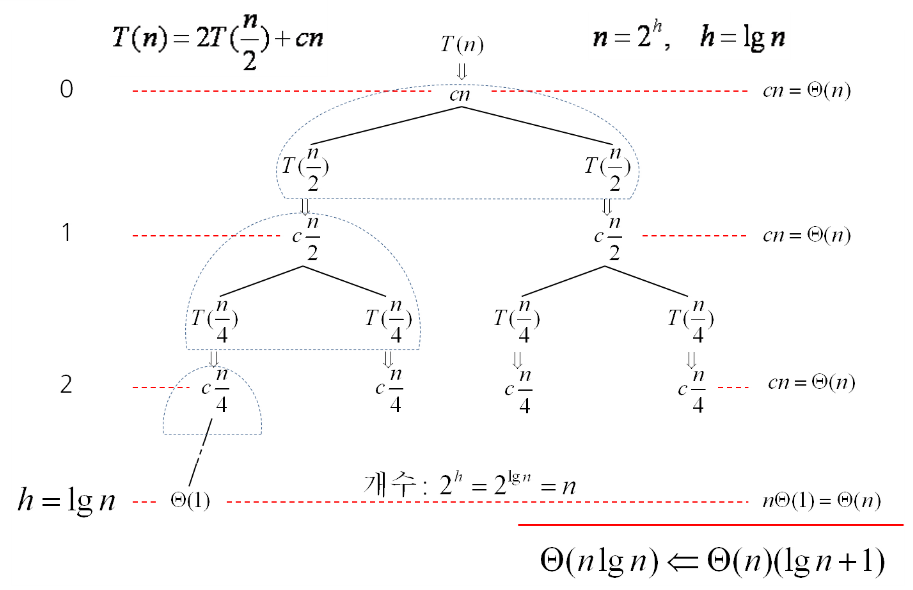 T(n) = 2T(n/2) + cn
n = 2^h, h = lg n
T(n)
⇓
0 cn cn = Θ(n)
T(n/2) T(n/2)
⇓ ⇓
1 c n/2 c n/2 cn = Θ(n)
T(n/4) T(n/4) T(n/4) T(n/4)
⇓ ⇓ ⇓ ⇓
2 c n/4 c n/4 c n/4 c n/4 cn = Θ(n)
개수 : 2^h = 2^(lg n) = n
h = lg n Θ(1) nΘ(1) = Θ(n)
Θ(n lg n) ⇐ Θ(n)(lg n + 1)